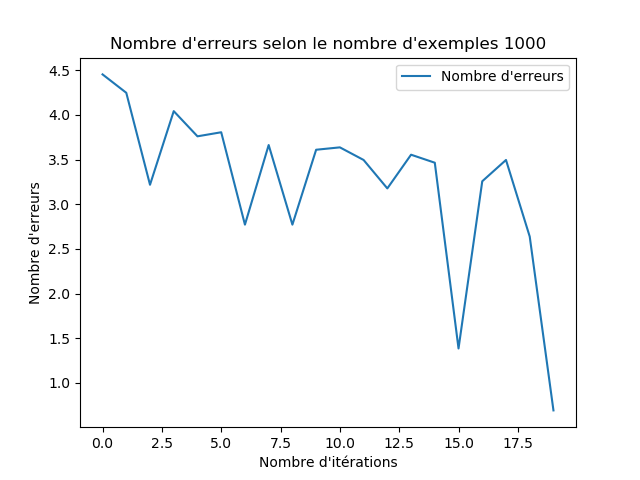 Nombre d'erreurs selon le nombre d'exemples 1000
Nombre d'erreurs
Nombre d'erreurs
4.5
4.0
3.5
3.0
2.5
2.0
1.5
1.0
0.0 2.5 5.0 7.5 10.0 12.5 15.0 17.5
Nombre d'itérations